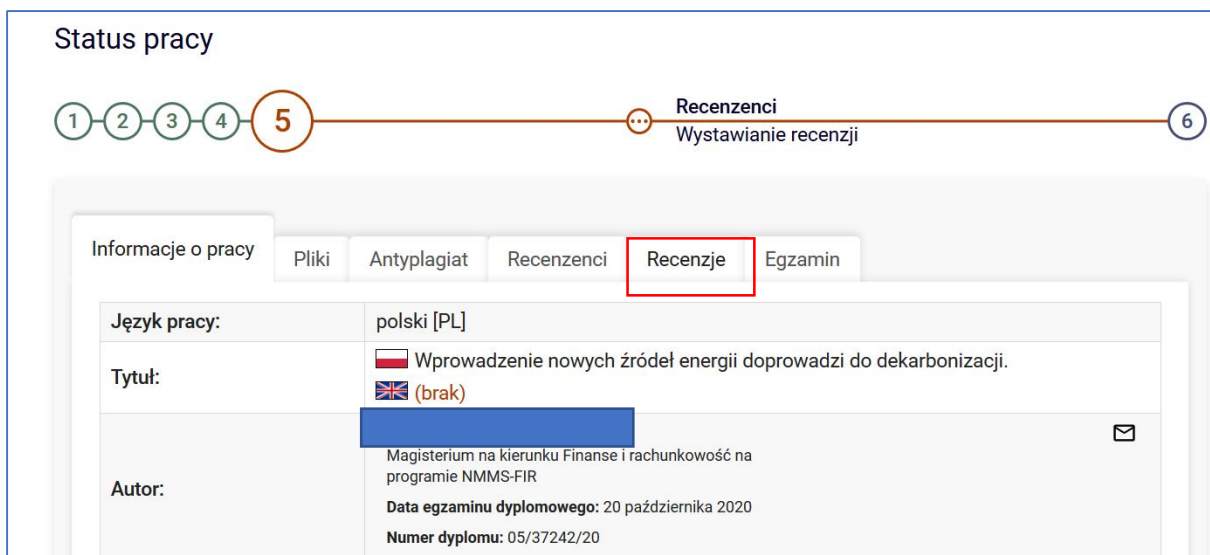 Status pracy
1 2 3 4 5 Recenzenci 6
Wystawianie recenzji
Informacje o pracy Pliki Antyplagiat Recenzenci Recenzje Egzamin
Język pracy: polski [PL]
Tytuł: Wprowadzenie nowych źródeł energii doprowadzi do dekarbonizacji.
(brak)
Autor:
Magisterium na kierunku Finanse i rachunkowość na
programie NMMS-FIR
Data egzaminu dyplomowego: 20 października 2020
Numer dyplomu: 05/37242/20